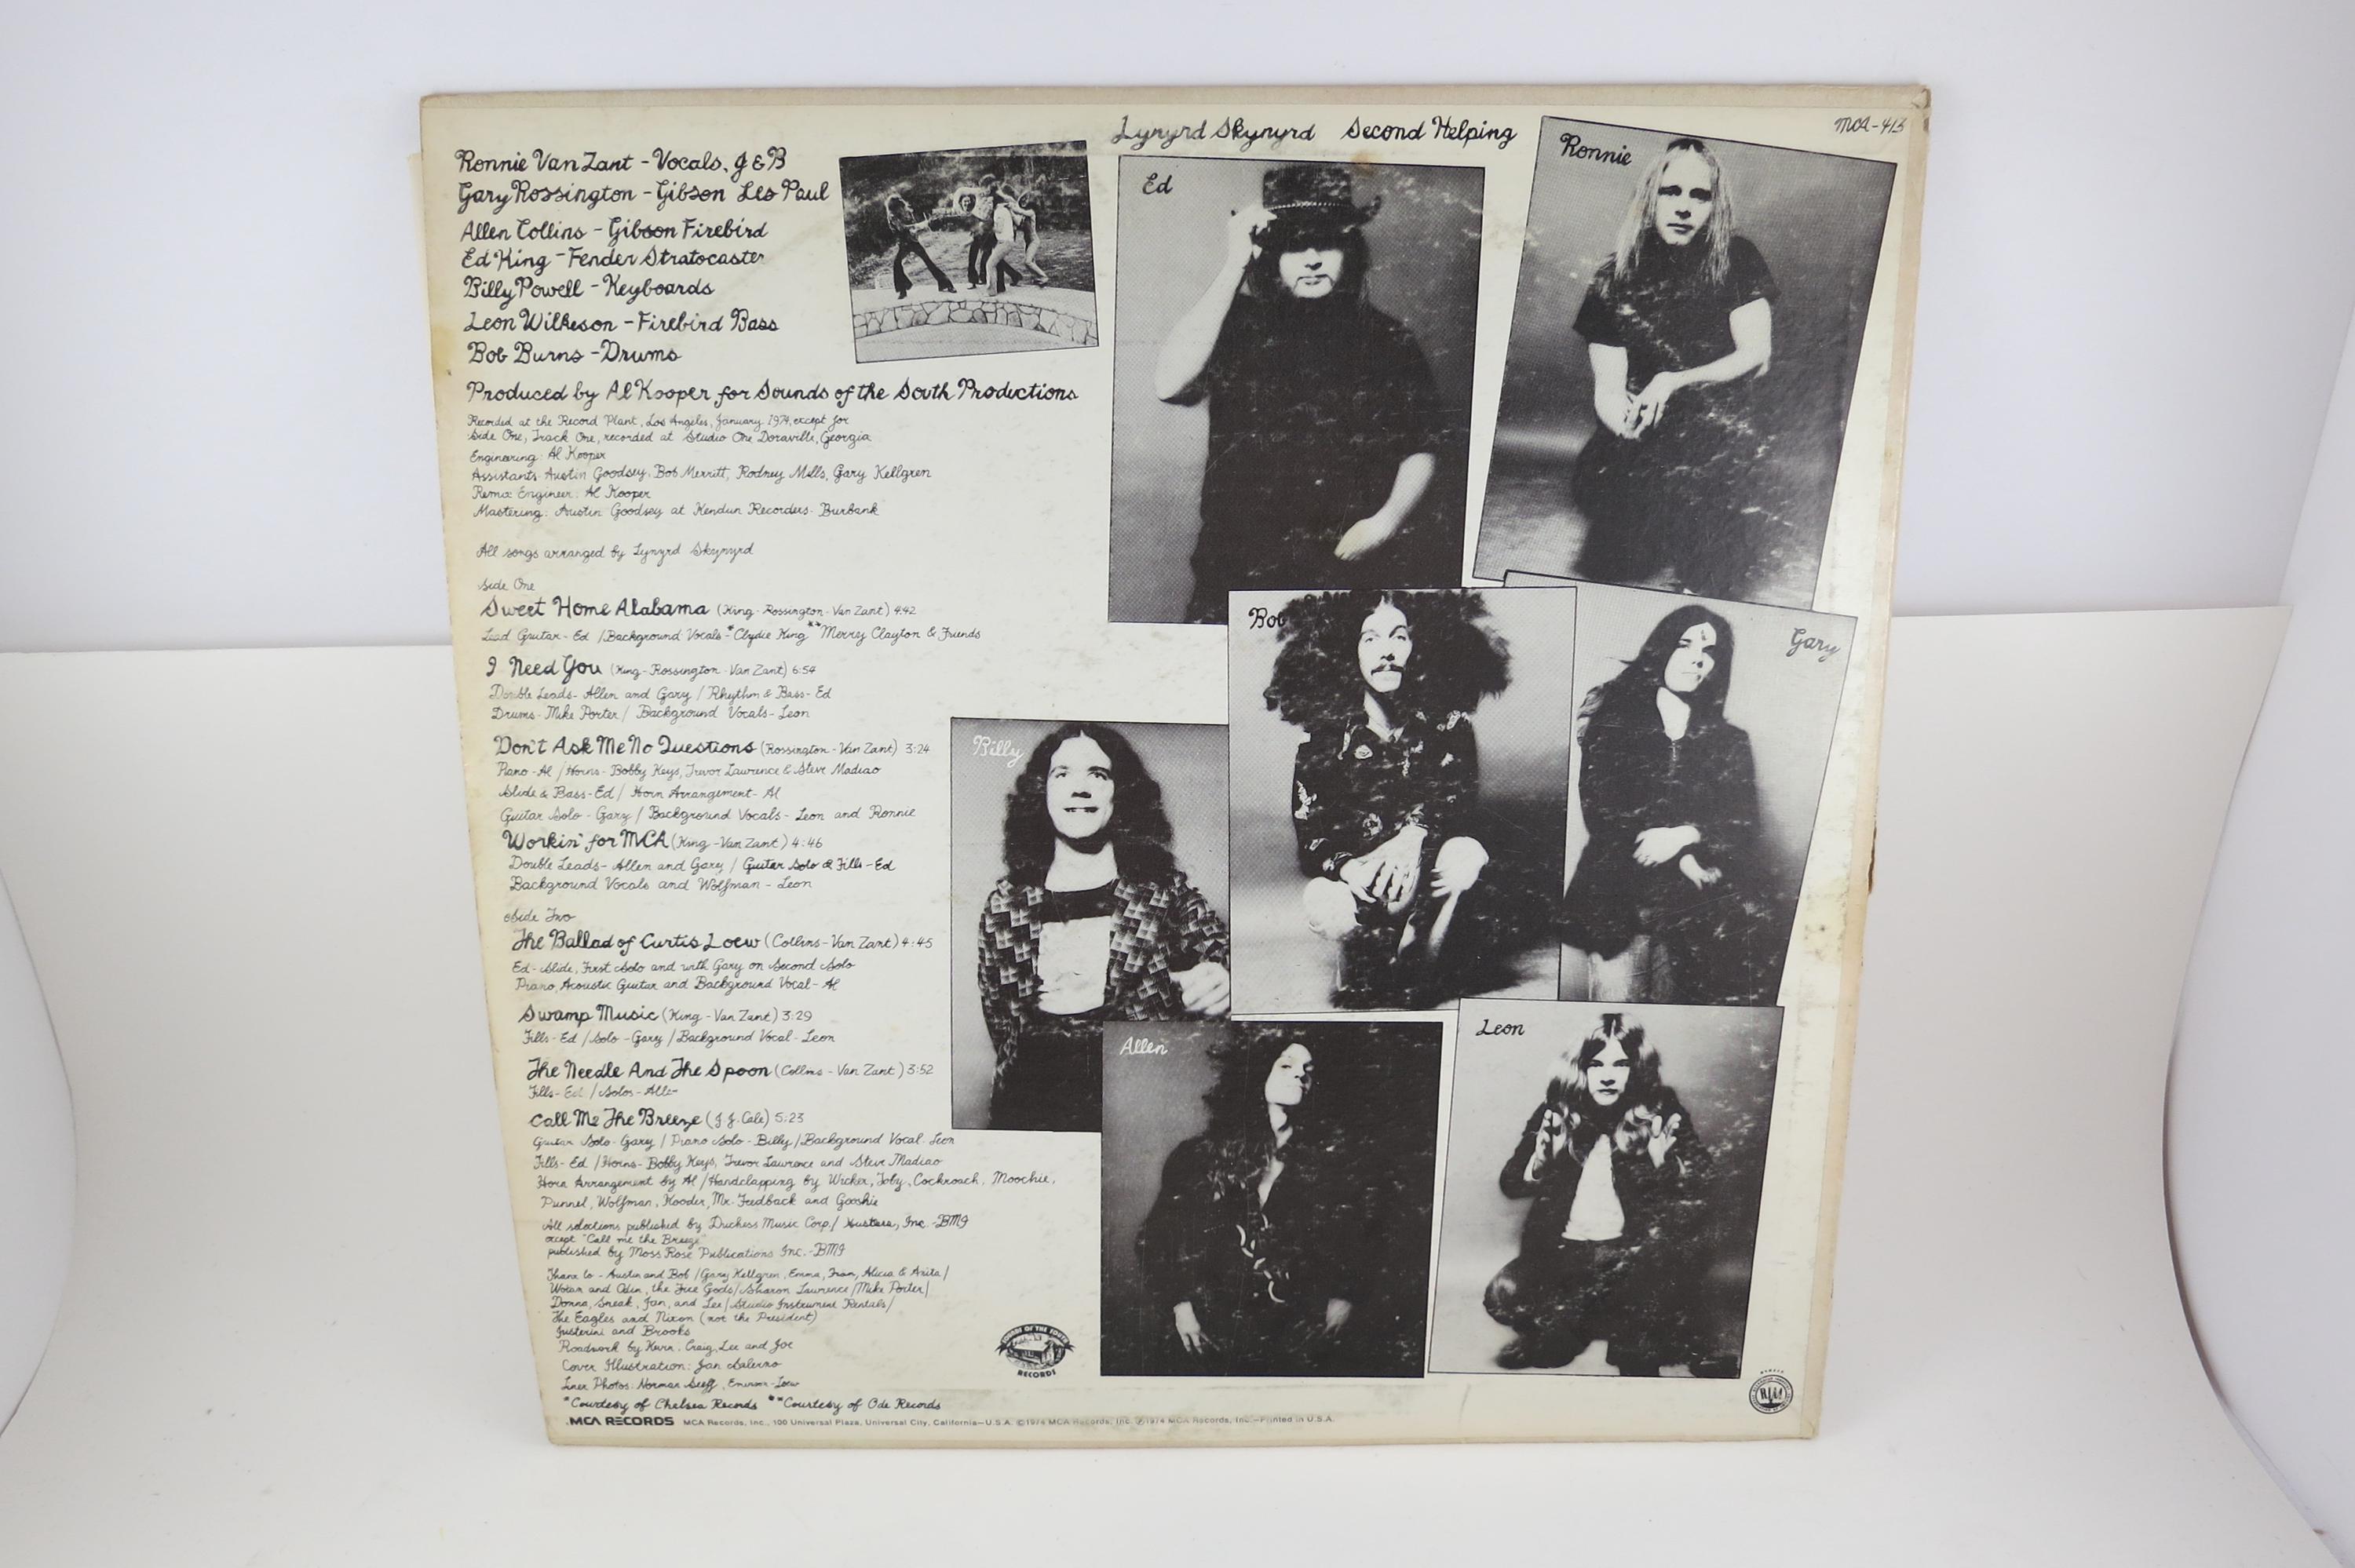 Lynyrd Skynyrd Second Helping
MCA-413
Ronnie Van Zant - Vocals, J & B
Gary Rossington - Gibson Les Paul
Allen Collins - Gibson Firebird
Ed King - Fender Stratocaster
Billy Powell - Keyboards
Leon Wilkeson - Firebird Bass
Bob Burns - Drums
Produced by Al Kooper for Sounds of the South Productions
Recorded at the Record Plant, Los Angeles, January, 1974, except for
Side One, Track One, recorded at Studio One, Doraville, Georgia
Engineering: Al Kooper
Assistants: Austin Goodsey, Bob Merritt, Rodney Mills, Gary Kellgren
Remix Engineer: Al Kooper
Mastering: Austin Goodsey at Kendun Recorders - Burbank
All songs arranged by Lynyrd Skynyrd
Side One
Sweet Home Alabama (King - Rossington - Van Zant) 4:42
Lead Guitar - Ed / Background Vocals - *Clydie King **Merry Clayton & Friends
I Need You (King - Rossington - Van Zant) 6:54
Double Leads - Allen and Gary / Rhythm & Bass - Ed
Drums - Mike Porter / Background Vocals - Leon
Don't Ask Me No Questions (Rossington - Van Zant) 3:24
Piano - Al / Horns - Bobby Keys, Trevor Lawrence & Steve Madiao
Slide & Bass - Ed / Horn Arrangement - Al
Guitar Solo - Gary / Background Vocals - Leon and Ronnie
Workin' for MCA (King - Van Zant) 4:46
Double Leads - Allen and Gary / Guitar Solo & Fills - Ed
Background Vocals and Wolfman - Leon
Side Two
The Ballad of Curtis Loew (Collins - Van Zant) 4:45
Ed - Slide, First Solo and with Gary on Second Solo
Piano, Acoustic Guitar and Background Vocal - Al
Swamp Music (King - Van Zant) 3:29
Fills - Ed / Solo - Gary / Background Vocal - Leon
The Needle And The Spoon (Collins - Van Zant) 3:52
Fills - Ed / Solos - Allen
Call Me The Breeze (J.J. Cale) 5:23
Guitar Solo - Gary / Piano Solo - Billy / Background Vocal - Leon
Fills - Ed / Horns - Bobby Keys, Trevor Lawrence and Steve Madiao
Horn Arrangement by Al / Handclapping by Wicker, Toby, Cockroach, Moochie,
Punnel, Wolfman, Kooder, Mr. Feedback and Gooshie
All selections published by Duchess Music Corp./ Hustlers, Inc. - BMI
except "Call me the Breeze"
published by Moss Rose Publications Inc. - BMI
Thanx to - Austin and Bob / Gary Kellgren, Emma, Fran, Alicia & Anita /
Wotan and Odin, the Free Gods / Sharon Lawrence / Mike Porter /
Donna, Sneak, Jan, and Lee / Studio Instrument Rentals /
The Eagles and Nixon (not the President)
Justerini and Brooks
Roadwork by Kevin, Craig, Lee and Joe
Cover Illustration: Jan Salerno
Liner Photos: Norman Seeff, Emerson-Loew
*Courtesy of Chelsea Records **Courtesy of Ode Records
MCA RECORDS MCA Records, Inc., 100 Universal Plaza, Universal City, California—U.S.A. ©1974 MCA Records, Inc. ℗1974 MCA Records, Inc.—Printed in U.S.A.
Ed
Ronnie
Bob
Gary
Billy
Allen
Leon
SOUNDS OF THE SOUTH
RECORDS